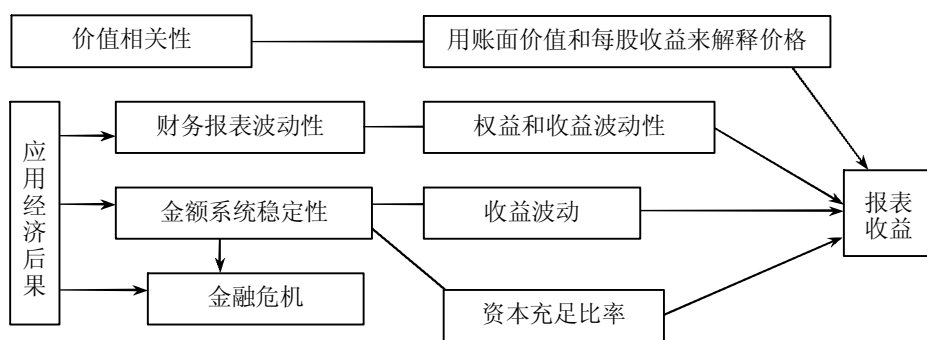 价值相关性
用账面价值和每股收益来解释价格
应用经济后果
财务报表波动性
权益和收益波动性
金额系统稳定性
收益波动
报表
收益
金融危机
资本充足比率